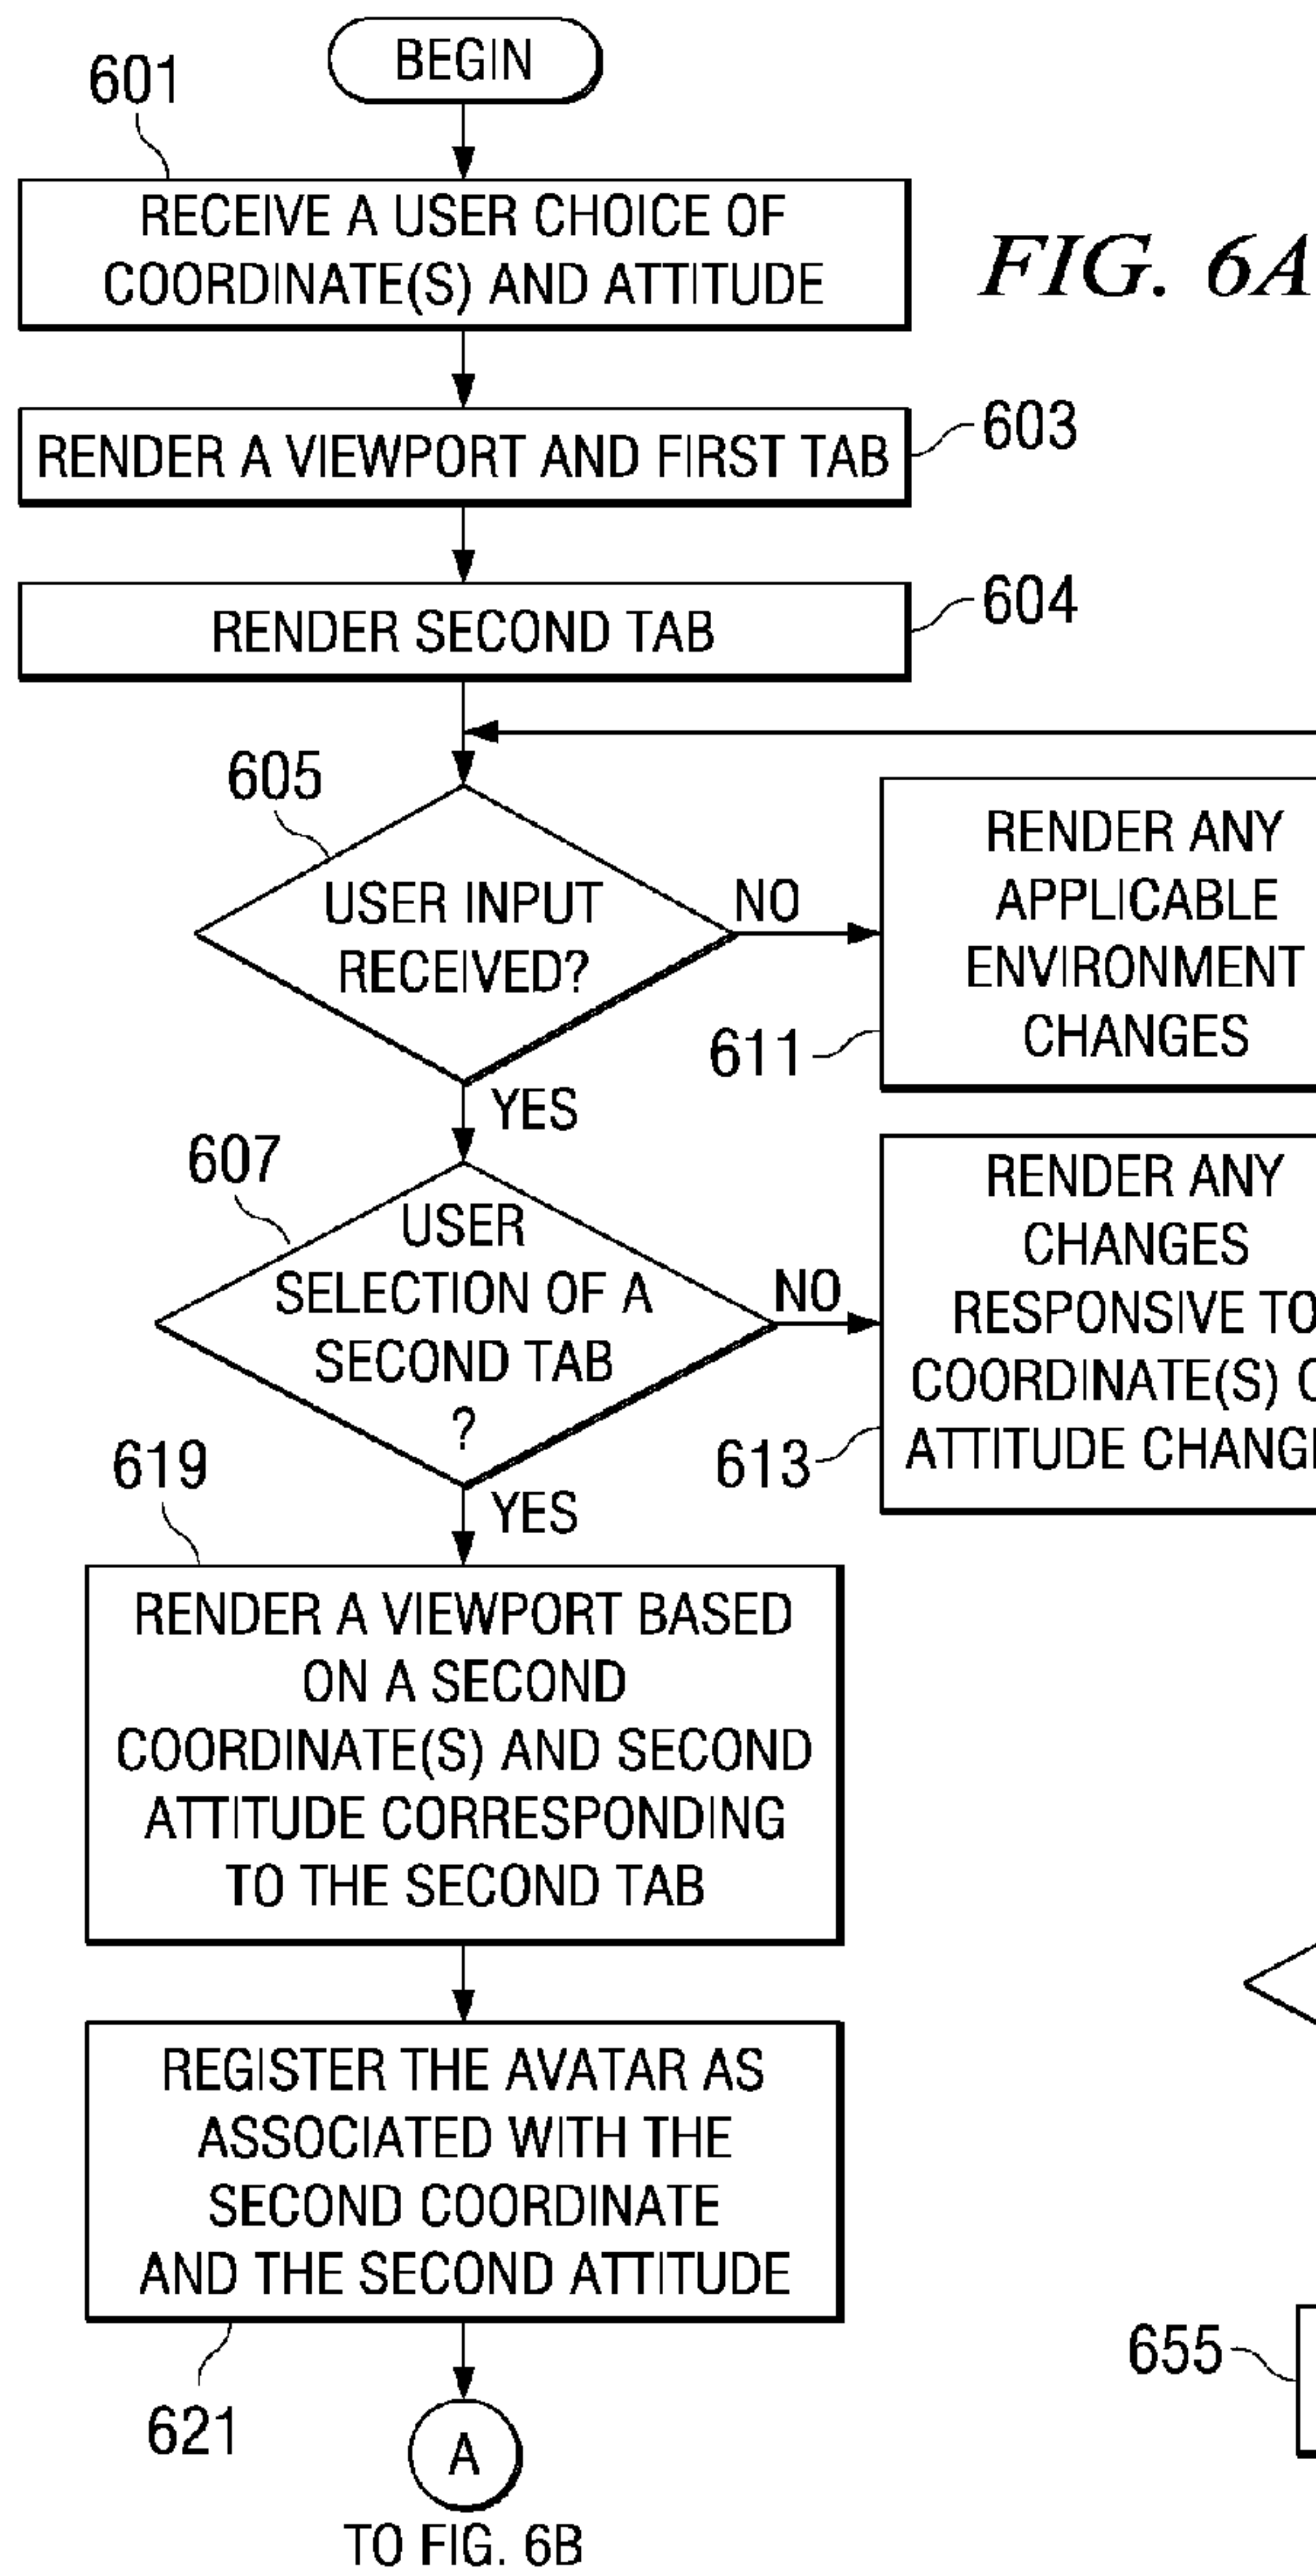 BEGIN
601
RECEIVE A USER CHOICE OF
COORDINATE(S) AND ATTITUDE
FIG. 6A
RENDER A VIEWPORT AND FIRST TAB
603
RENDER SECOND TAB
604
605
USER INPUT
RECEIVED?
NO
YES
RENDER ANY
APPLICABLE
ENVIRONMENT
CHANGES
611
607
USER
SELECTION OF A
SECOND TAB
?
NO
YES
RENDER ANY
CHANGES
RESPONSIVE TO
COORDINATE(S)
ATTITUDE
613
619
RENDER A VIEWPORT BASED
ON A SECOND
COORDINATE(S) AND SECOND
ATTITUDE CORRESPONDING
TO THE SECOND TAB
REGISTER THE AVATAR AS
ASSOCIATED WITH THE
SECOND COORDINATE
AND THE SECOND ATTITUDE
621
655
A
TO FIG. 6B